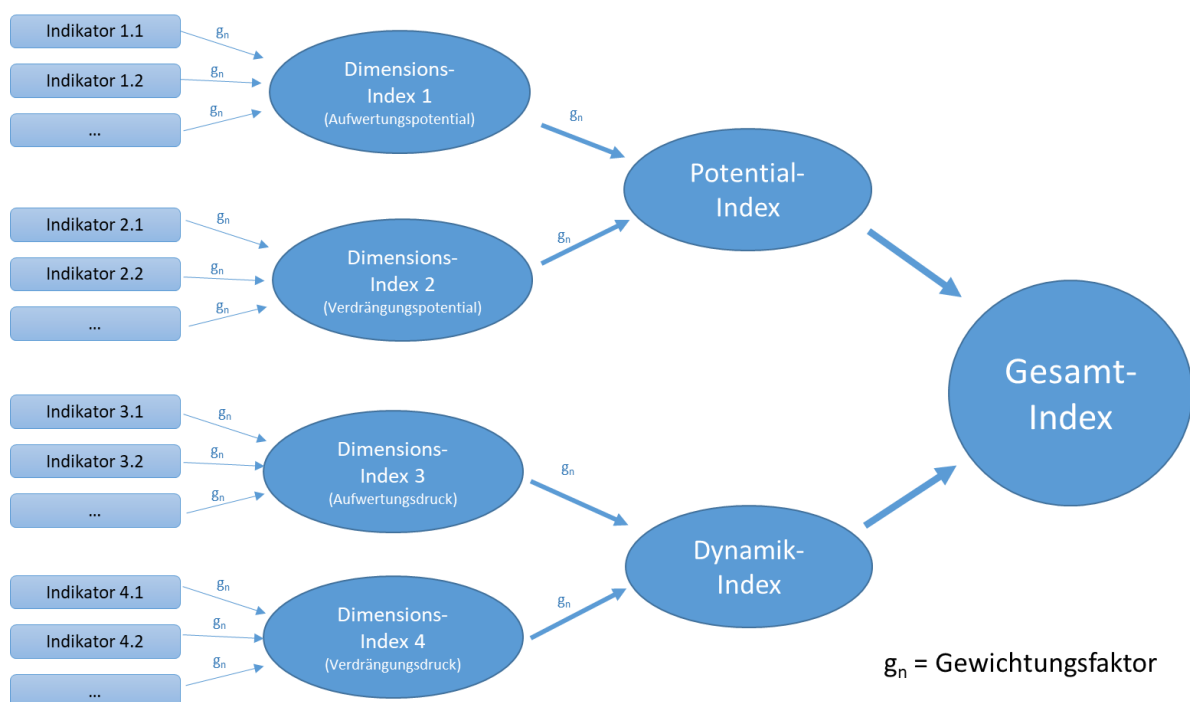 Indikator 1.1
gn
Indikator 1.2
gn
...
gn
Dimensions-
Index 1
(Aufwertungspotential)
gn
Indikator 2.1
gn
Indikator 2.2
gn
...
gn
Dimensions-
Index 2
(Verdrängungspotential)
gn
Potential-
Index
Indikator 3.1
gn
Indikator 3.2
gn
...
gn
Dimensions-
Index 3
(Aufwertungsdruck)
gn
Indikator 4.1
gn
Indikator 4.2
gn
...
gn
Dimensions-
Index 4
(Verdrängungsdruck)
gn
Dynamik-
Index
Gesamt-
Index
gn = Gewichtungsfaktor